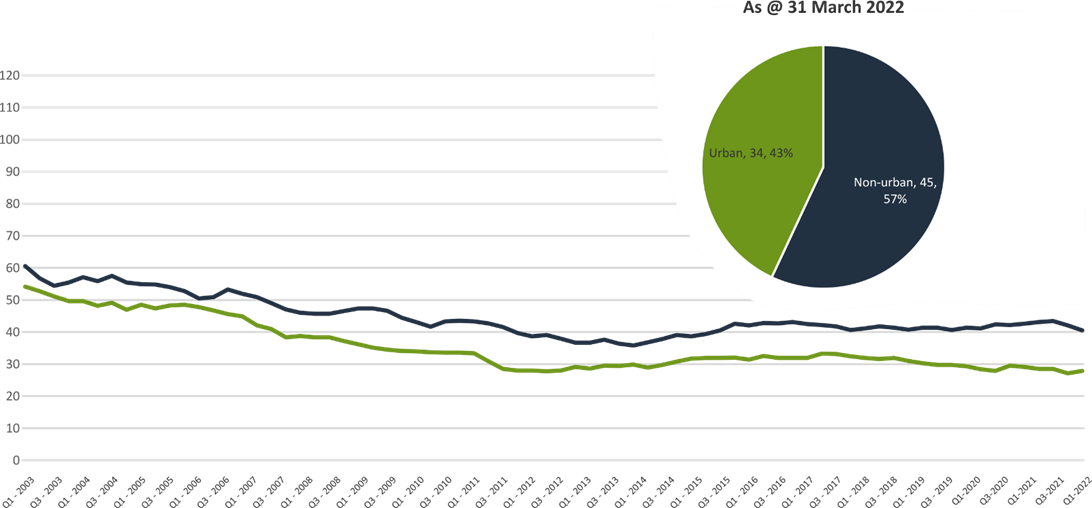 As @ 31 March 2022
Urban, 34, 43%
Non-urban, 45,
57%
120
110
100
90
80
70
60
50
40
30
20
10
0
Q1 - 2003
Q3 - 2003
Q1 - 2004
Q3 - 2004
Q1 - 2005
Q3 - 2005
Q1 - 2006
Q3 - 2006
Q1 - 2007
Q3 - 2007
Q1 - 2008
Q3 - 2008
Q1 - 2009
Q3 - 2009
Q1 - 2010
Q3 - 2010
Q1 - 2011
Q3 - 2011
Q1 - 2012
Q3 - 2012
Q1 - 2013
Q3 - 2013
Q1 - 2014
Q3 - 2014
Q1 - 2015
Q3 - 2015
Q1 - 2016
Q3 - 2016
Q1 - 2017
Q3 - 2017
Q1 - 2018
Q3 - 2018
Q1 - 2019
Q3 - 2019
Q1-2020
Q3-2020
Q1-2021
Q3-2021
Q1-2022